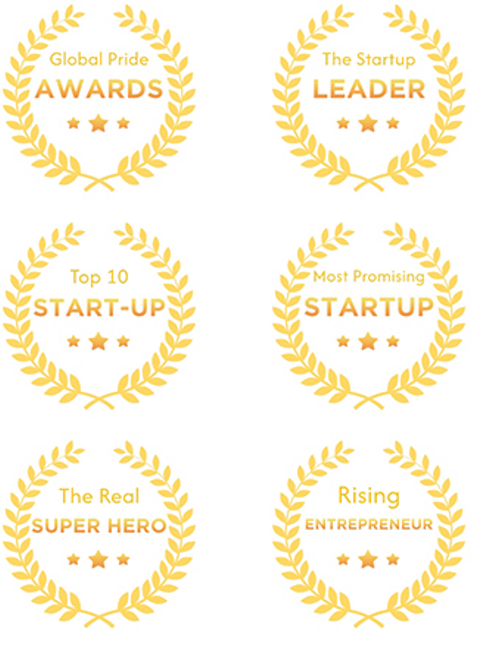 Global Pride
AWARDS
The Startup
LEADER
Top 10
START-UP
Most Promising
STARTUP
The Real
SUPER HERO
Rising
ENTREPRENEUR